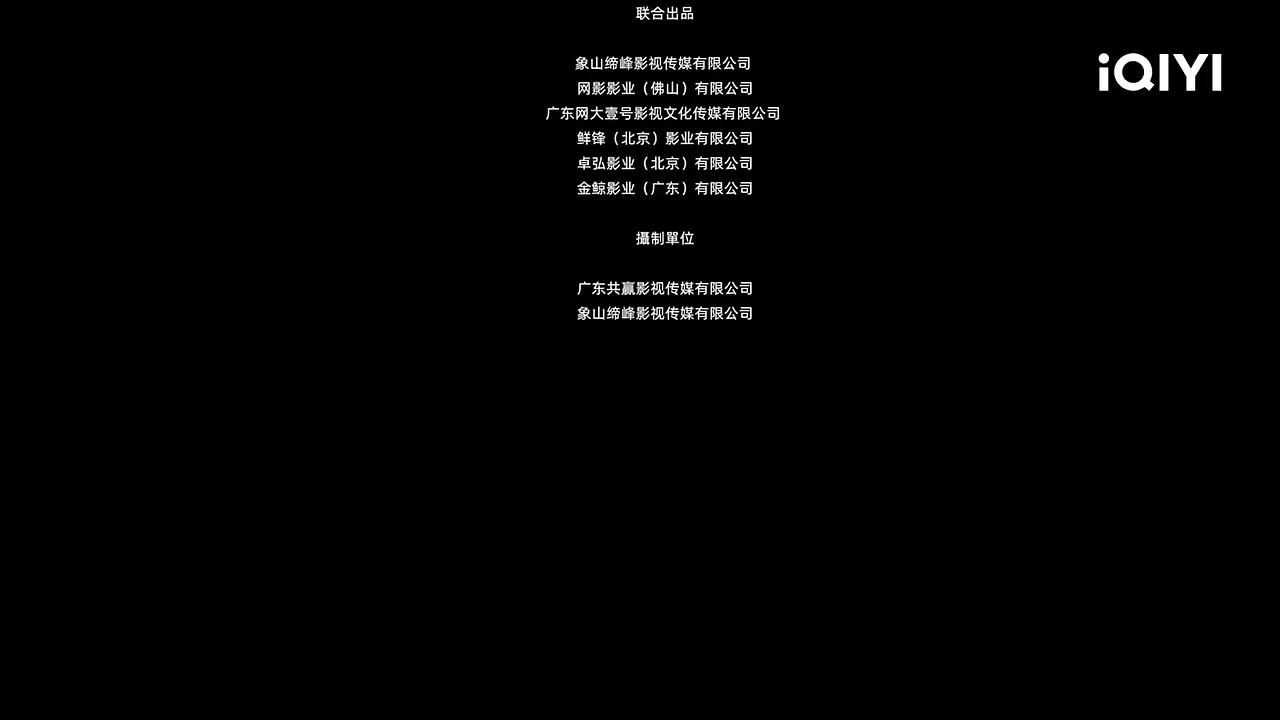 联合出品
iQIYI
象山缔峰影视传媒有限公司
网影影业（佛山）有限公司
广东网大壹号影视文化传媒有限公司
鲜锋（北京）影业有限公司
卓弘影业（北京）有限公司
金鲸影业（广东）有限公司
攝制單位
广东共赢影视传媒有限公司
象山缔峰影视传媒有限公司